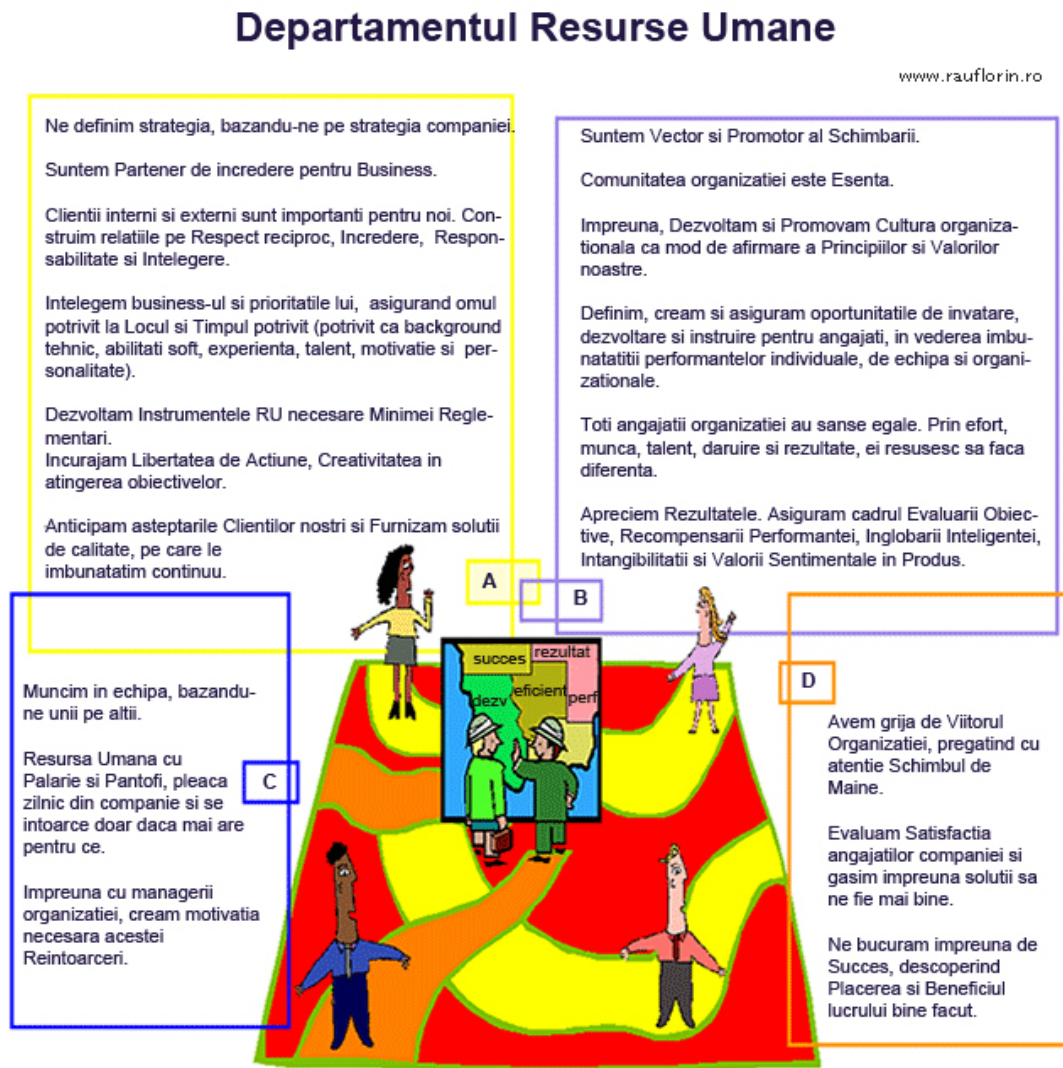 Departamentul Resurse Umane
www.rauflorin.ro
Ne definim strategia, bazandu-ne pe strategia companiei.
Suntem Partener de incredere pentru Business.
Clientii interni si externi sunt importanti pentru noi. Con-
struim relatiile pe Respect reciproc, Incredere, Respon-
sabilitate si Intelegere.
Intelegem business-ul si prioritatile lui, asigurand omul
potrivit la Locul si Timpul potrivit (potrivit ca background
tehnic, abilitati soft, experienta, talent, motivatie si per-
sonalitate).
Dezvoltam Instrumentele RU necesare Minimei Regle-
mentari.
Incurajam Libertatea de Actiune, Creativitatea in
atingerea obiectivelor.
Anticipam asteptarile Clientilor nostri si Furnizam solutii
de calitate, pe care le
imbunatatim continuu.
A
Suntem Vector si Promotor al Schimbarii.
Comunitatea organizatiei este Esenta.
Impreuna, Dezvoltam si Promovam Cultura organiza-
tionala ca mod de afirmare a Principiilor si Valorilor
noastre.
Definim, cream si asiguram oportunitatile de invatare,
dezvoltare si instruire pentru angajati, in vederea imbu-
natatitii performantelor individuale, de echipa si organi-
zationale.
Toti angajatii organizatiei au sanse egale. Prin efort,
munca, talent, daruire si rezultate, ei resusesc sa faca
diferenta.
Apreciem Rezultatele. Asiguram cadrul Evaluarii Obiec-
tive, Recompensarii Performantei, Inglobarii Inteligentei,
Intangibilitatii si Valorii Sentimentale in Produs.
B
succes
rezultat
dezv
eficient
perf
Muncim in echipa, bazandu-
ne unii pe altii.
Resursa Umana cu
Palarie si Pantofi, pleaca
zilnic din companie si se
intoarce doar daca mai are
pentru ce.
Impreuna cu managerii
organizatiei, cream motivatia
necesara acestei
Reintoarceri.
C
D
Avem grija de Viitorul
Organizatiei, pregatind cu
atentie Schimbul de
Maine.
Evaluam Satisfactia
angajatilor companiei si
gasim impreuna solutii sa
ne fie mai bine.
Ne bucuram impreuna de
Succes, descoperind
Placerea si Beneficiul
lucrului bine facut.